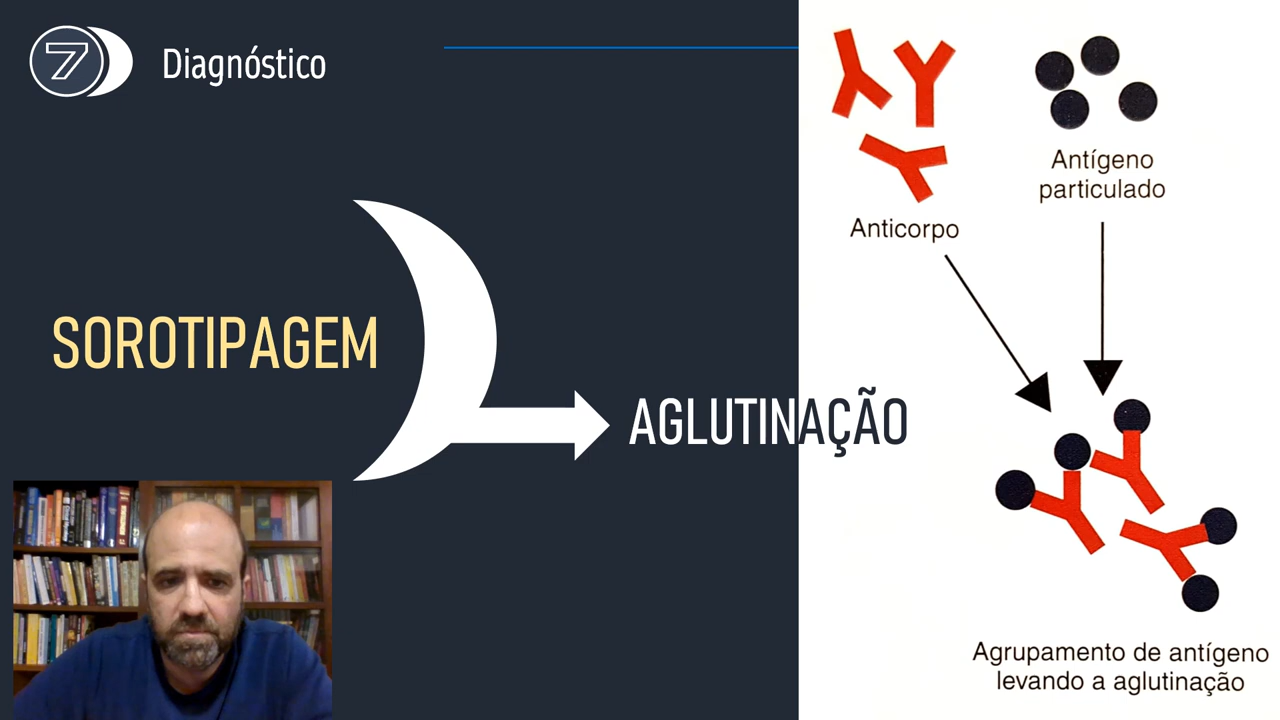 7 Diagnóstico
SOROTIPAGEM
AGLUTINAÇÃO
Anticorpo
Antígeno
particulado
Agrupamento de antígeno
levando a aglutinação